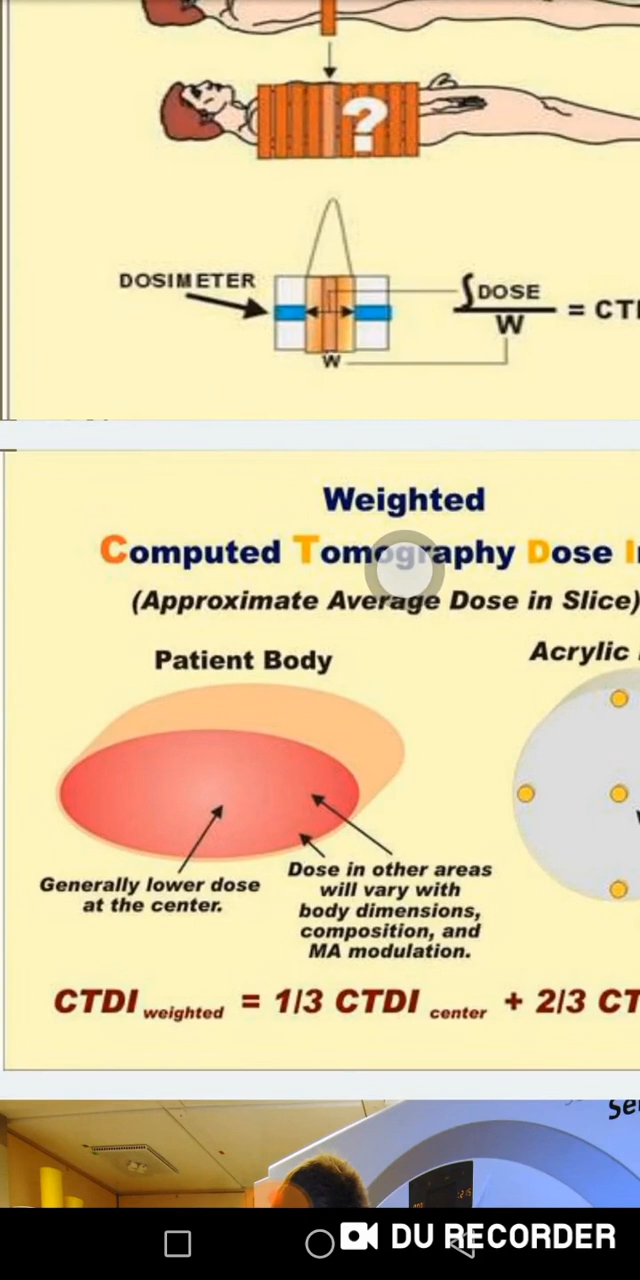 ?
DOSIMETER
∫DOSE
W
= CT
W
Weighted
Computed Tomography Dose
(Approximate Average Dose in Slice)
Patient Body
Acrylic
Generally lower dose
at the center.
Dose in other areas
will vary with
body dimensions,
composition, and
MA modulation.
CTDI weighted = 1/3 CTDI center + 2/3 CT
DU RECORDER